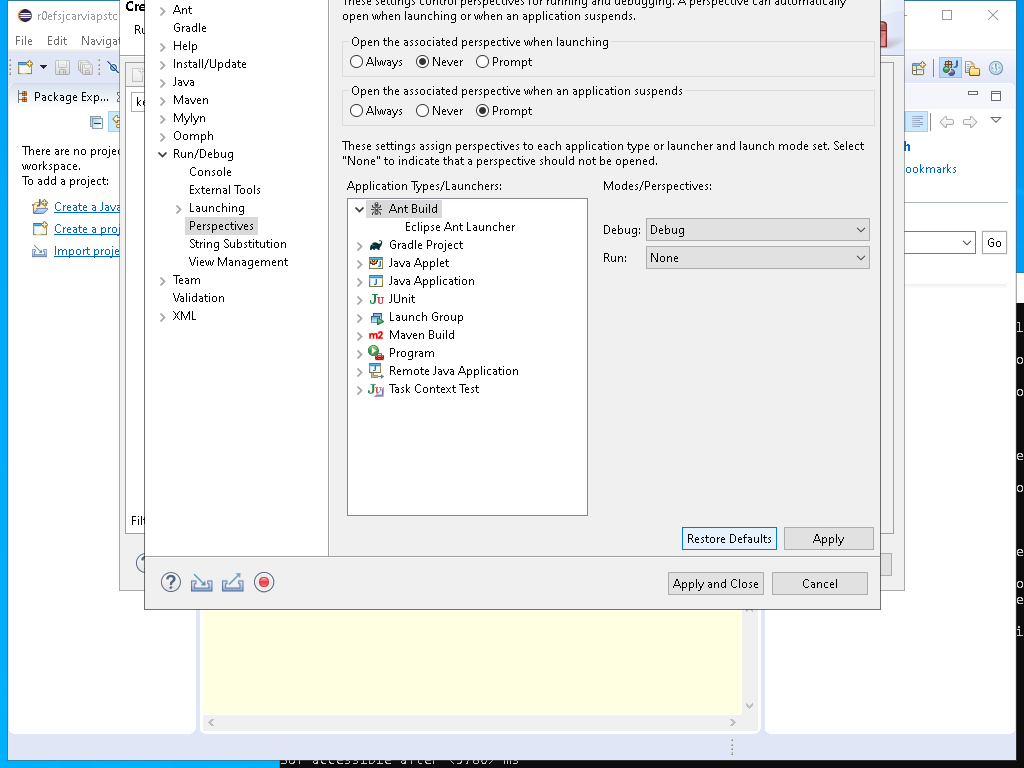 r0efsjcarviapstc
File Edit Navigat
Package Exp...
There are no proje
workspace.
To add a project:
Create a Java
Create a proj
Import proje
Cre
Ru
ke
Filt
Ant
Gradle
Help
Install/Update
Java
Maven
Mylyn
Oomph
Run/Debug
Console
External Tools
Launching
Perspectives
String Substitution
View Management
Team
Validation
XML
These settings control perspectives for running and debugging. A perspective can automatically
open when launching or when an application suspends.
Open the associated perspective when launching
Always Never Prompt
Open the associated perspective when an application suspends
Always Never Prompt
These settings assign perspectives to each application type or launcher and launch mode set. Select
"None" to indicate that a perspective should not be opened.
Application Types/Launchers:
Ant Build
Eclipse Ant Launcher
Gradle Project
Java Applet
Java Application
JUnit
Launch Group
Maven Build
Program
Remote Java Application
Task Context Test
Modes/Perspectives:
Debug: Debug
Run: None
Restore Defaults Apply
Apply and Close Cancel
ookmarks
Go